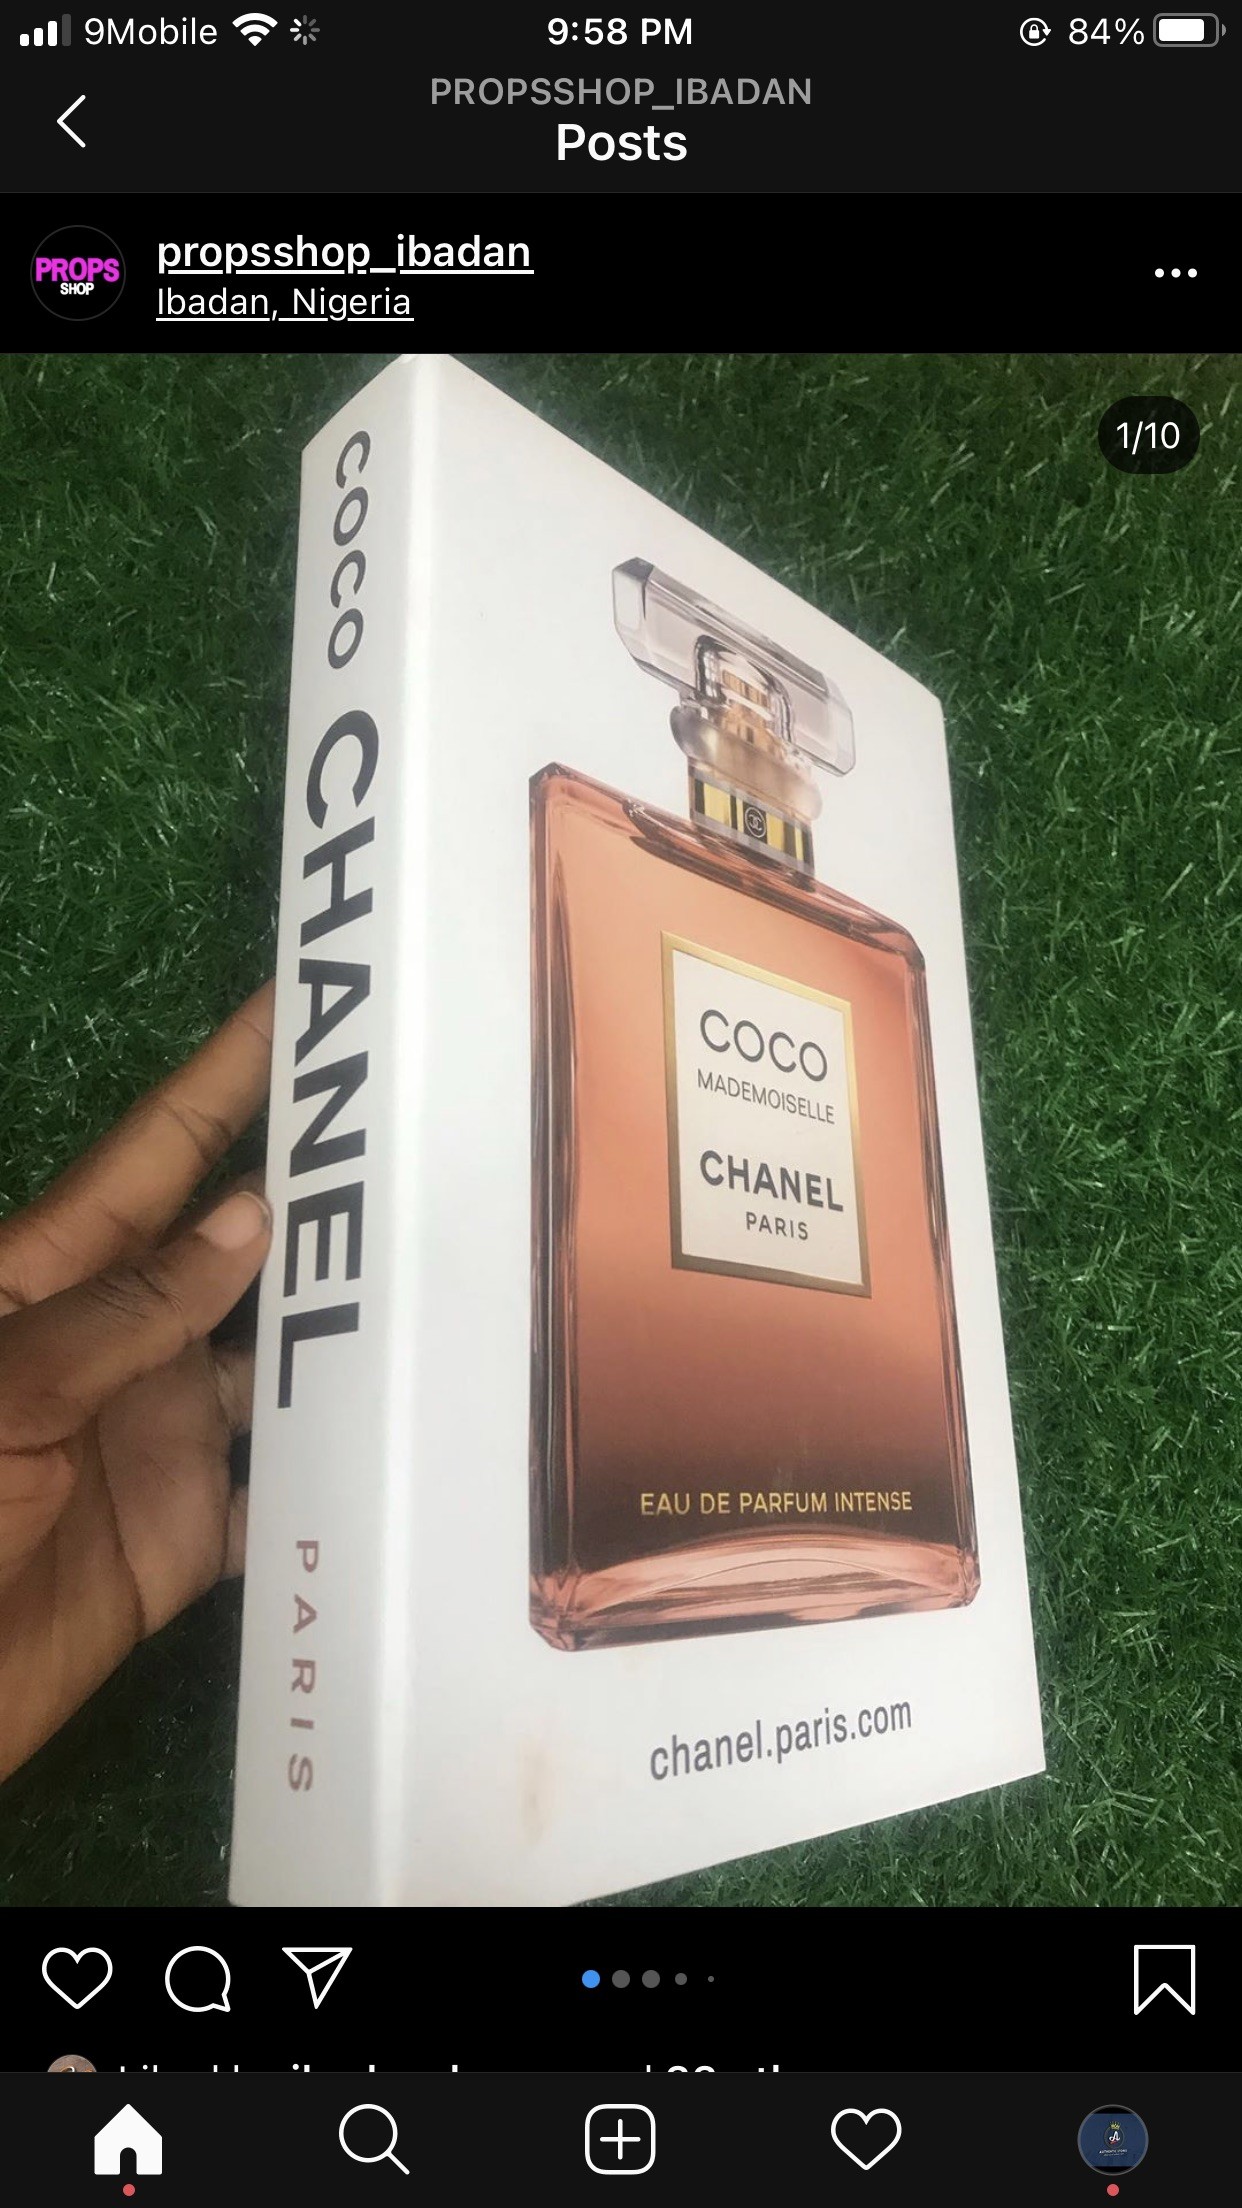 9Mobile
9:58 PM
84%
PROPSSHOP_IBADAN
Posts
PROPS
SHOP
propsshop_ibadan
Ibadan, Nigeria
1/10
COCO CHANEL PARIS
COCO
MADEMOISELLE
CHANEL
PARIS
EAU DE PARFUM INTENSE
chanel.paris.com